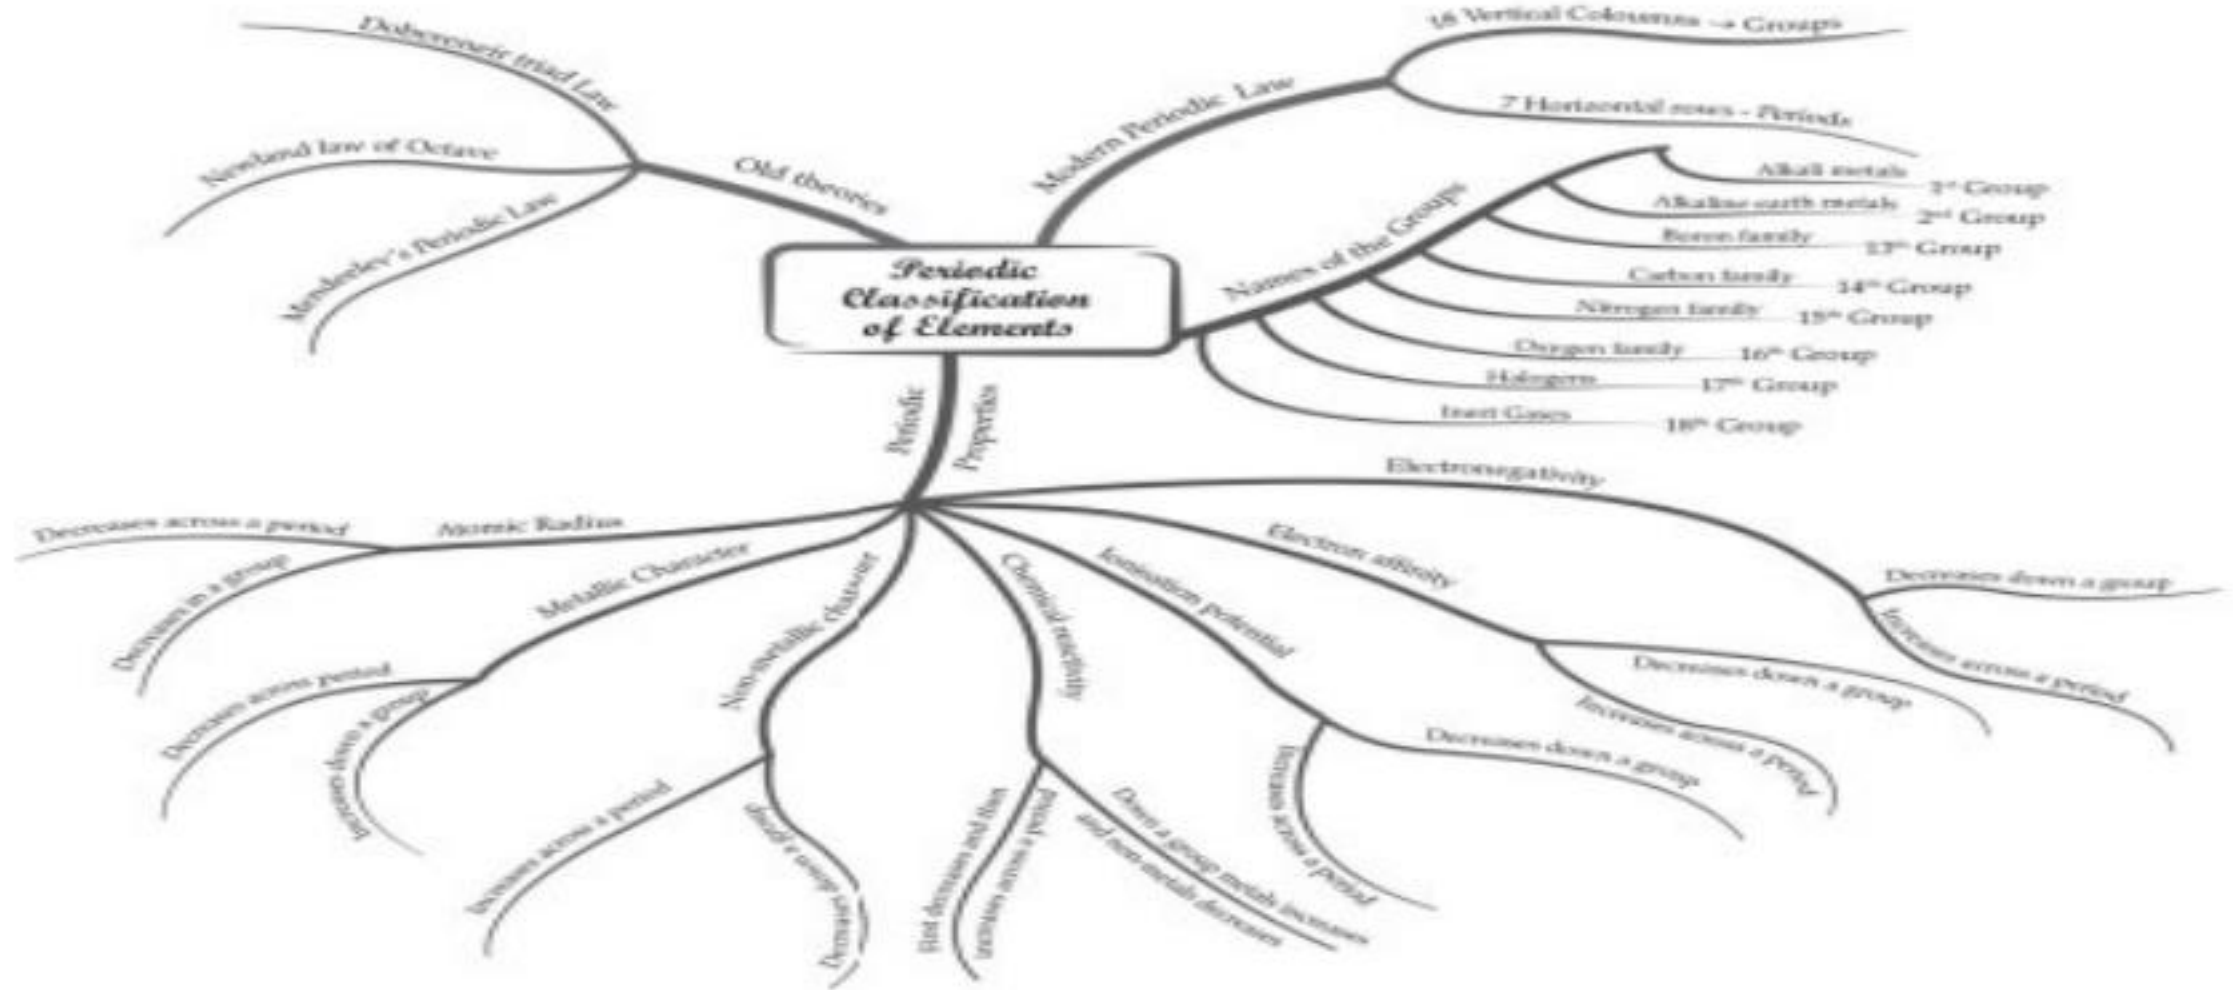 Periodic
Classification
of Elements
Old theories
Dobereneir triad Law
Newland law of Octave
Mendeelev's Periodic Law
Modern Periodic Law
18 Vertical Coloumns → Groups
7 Horizontal rows - Periods
Names of the Groups
Alkali metals 1st Group
Alkaline earth metals 2nd Group
Boron family 13th Group
Carbon family 14th Group
Nitrogen family 15th Group
Oxygen family 16th Group
Halogens 17th Group
Inert Gases 18th Group
Periodic
Properties
Atomic Radius
Decreases across a period
in a group
Metallic Character
Decreases across period
Increases down a group
Non-metallic
Increases across a period
Decreases down a group
Chemical reactivity
First decreases and then
increases across a period
Down a group metals increases
and non-metals decreases
Ionisation potential
Increases across a period
Decreases down a group
Electron affinity
Decreases down a group
Increases across a period
Electronegativity
Decreases down a group
Increases across a period